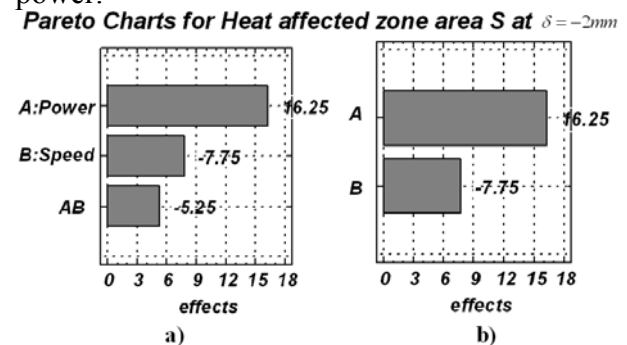 power.
Pareto Charts for Heat affected zone area S at δ = −2mm
A:Power 16.25
B:Speed -7.75
AB -5.25
0 3 6 9 12 15 18
effects
a)
A 16.25
B -7.75
0 3 6 9 12 15 18
effects
b)